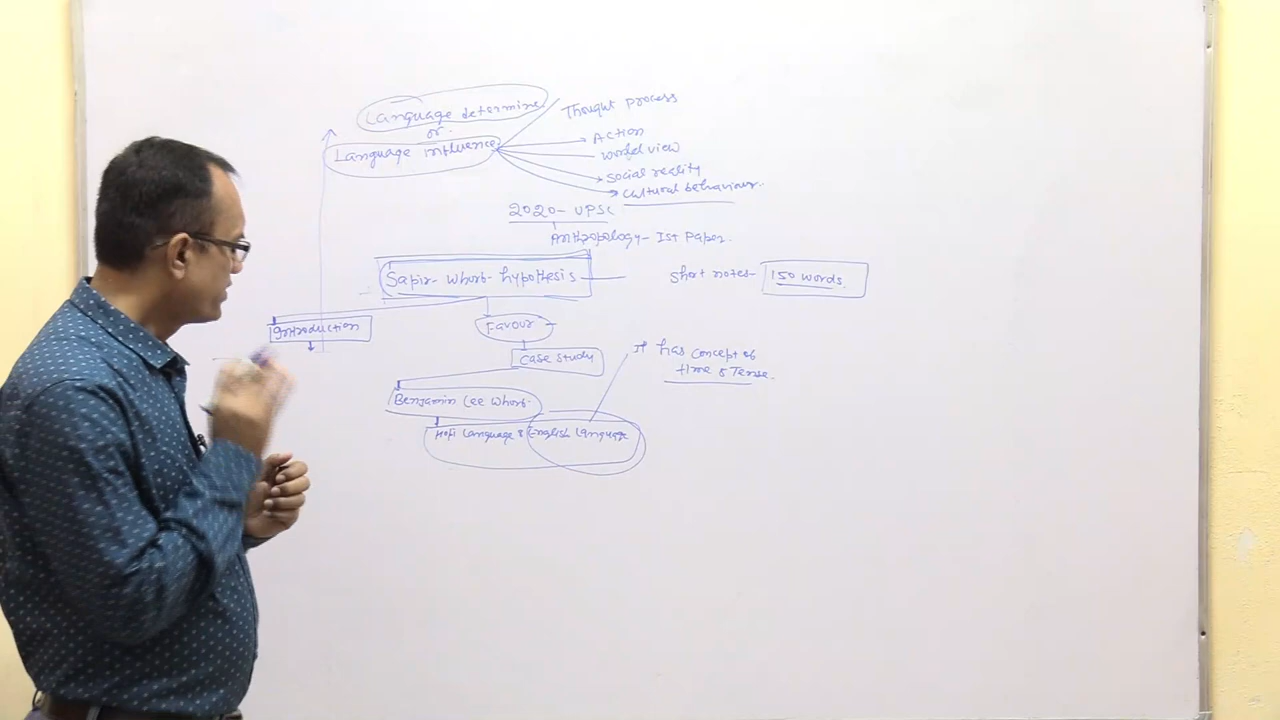 Language determine
or
Language influence
Thought process
Action
world view
social reality
cultural behaviour.
2020- UPSC
Anthropology- Ist Paper.
Sapir- whorf- hypothesis
short notes- 150 words.
Introduction
Favour -
case study
Benjamin Lee Whorf-
Hopi Language & English Language
It has concept of
time & Tense.